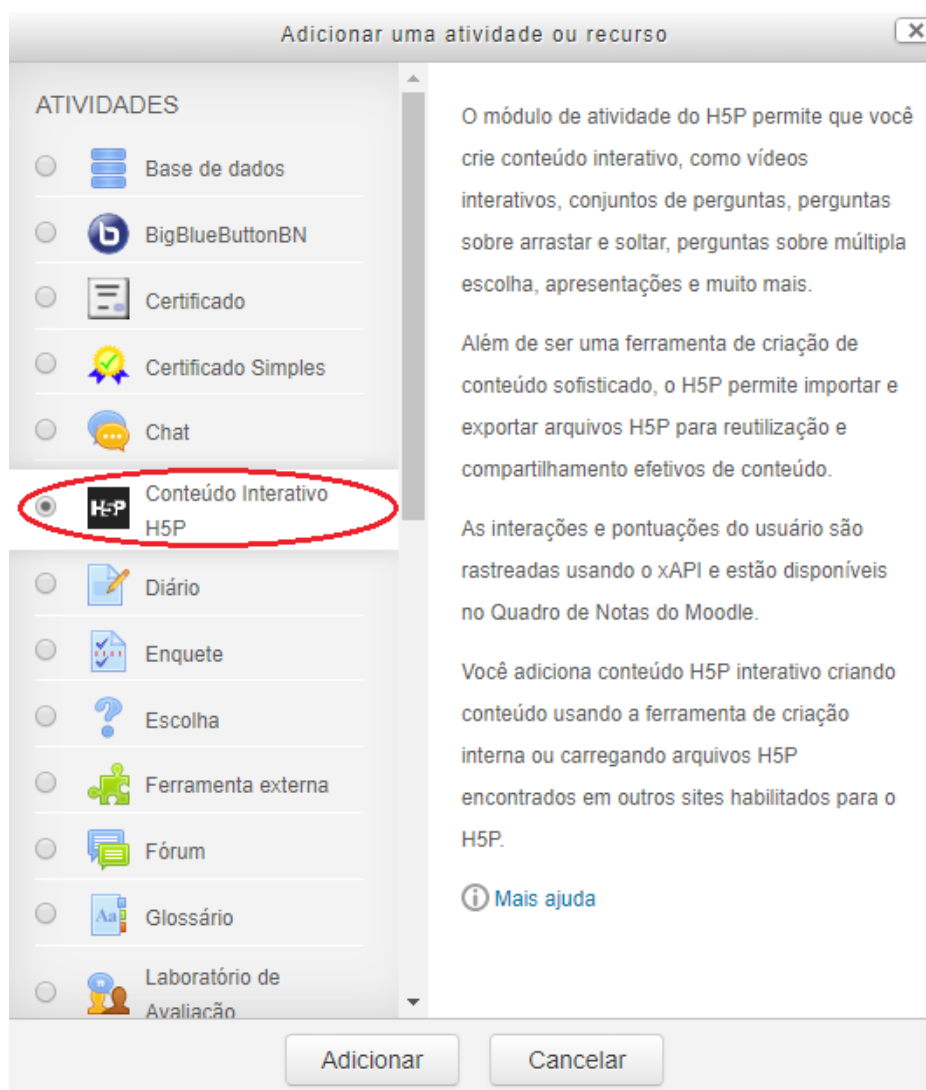 Adicionar uma atividade ou recurso
ATIVIDADES
Base de dados
BigBlueButtonBN
Certificado
Certificado Simples
Chat
H5P
Conteúdo Interativo
H5P
Diário
Enquete
Escolha
Ferramenta externa
Fórum
Aa
Glossário
Laboratório de
Avaliação
O módulo de atividade do H5P permite que você
crie conteúdo interativo, como vídeos
interativos, conjuntos de perguntas, perguntas
sobre arrastar e soltar, perguntas sobre múltipla
escolha, apresentações e muito mais.
Além de ser uma ferramenta de criação de
conteúdo sofisticado, o H5P permite importar e
exportar arquivos H5P para reutilização e
compartilhamento efetivos de conteúdo.
As interações e pontuações do usuário são
rastreadas usando o xAPI e estão disponíveis
no Quadro de Notas do Moodle.
Você adiciona conteúdo H5P interativo criando
conteúdo usando a ferramenta de criação
interna ou carregando arquivos H5P
encontrados em outros sites habilitados para o
H5P.
Mais ajuda
Adicionar
Cancelar